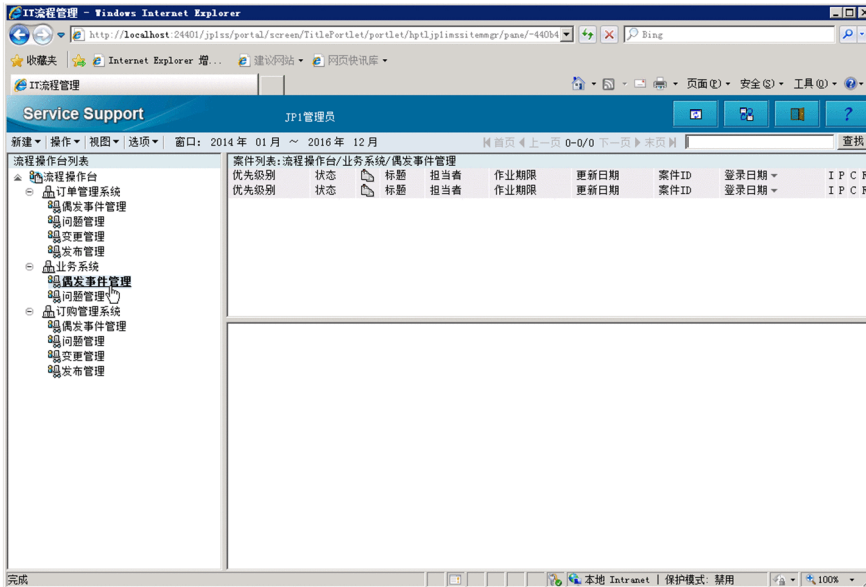 IT流程管理 - Windows Internet Explorer
http://localhost:24401/jp1ss/portal/screen/TitlePortlet/portlet/hptljp1imssitemmgr/pane/-440b4
Bing
收藏夹 Internet Explorer 增... 建议网站 网页快讯库
IT流程管理
页面(P) 安全(S) 工具(O)
Service Support JP1管理员 ?
新建 操作 视图 选项 窗口: 2014 年 01 月 ~ 2016 年 12 月 首页 上一页 0-0/0 下一页 末页 查找
流程操作台列表
流程操作台
订单管理系统
偶发事件管理
问题管理
变更管理
发布管理
业务系统
偶发事件管理
问题管理
订购管理系统
偶发事件管理
问题管理
变更管理
发布管理
案件列表:流程操作台/业务系统/偶发事件管理
优先级别 状态 标题 担当者 作业期限 更新日期 案件ID 登录日期 I P C R
优先级别 状态 标题 担当者 作业期限 更新日期 案件ID 登录日期 I P C R
完成 本地 Intranet | 保护模式: 禁用 100%